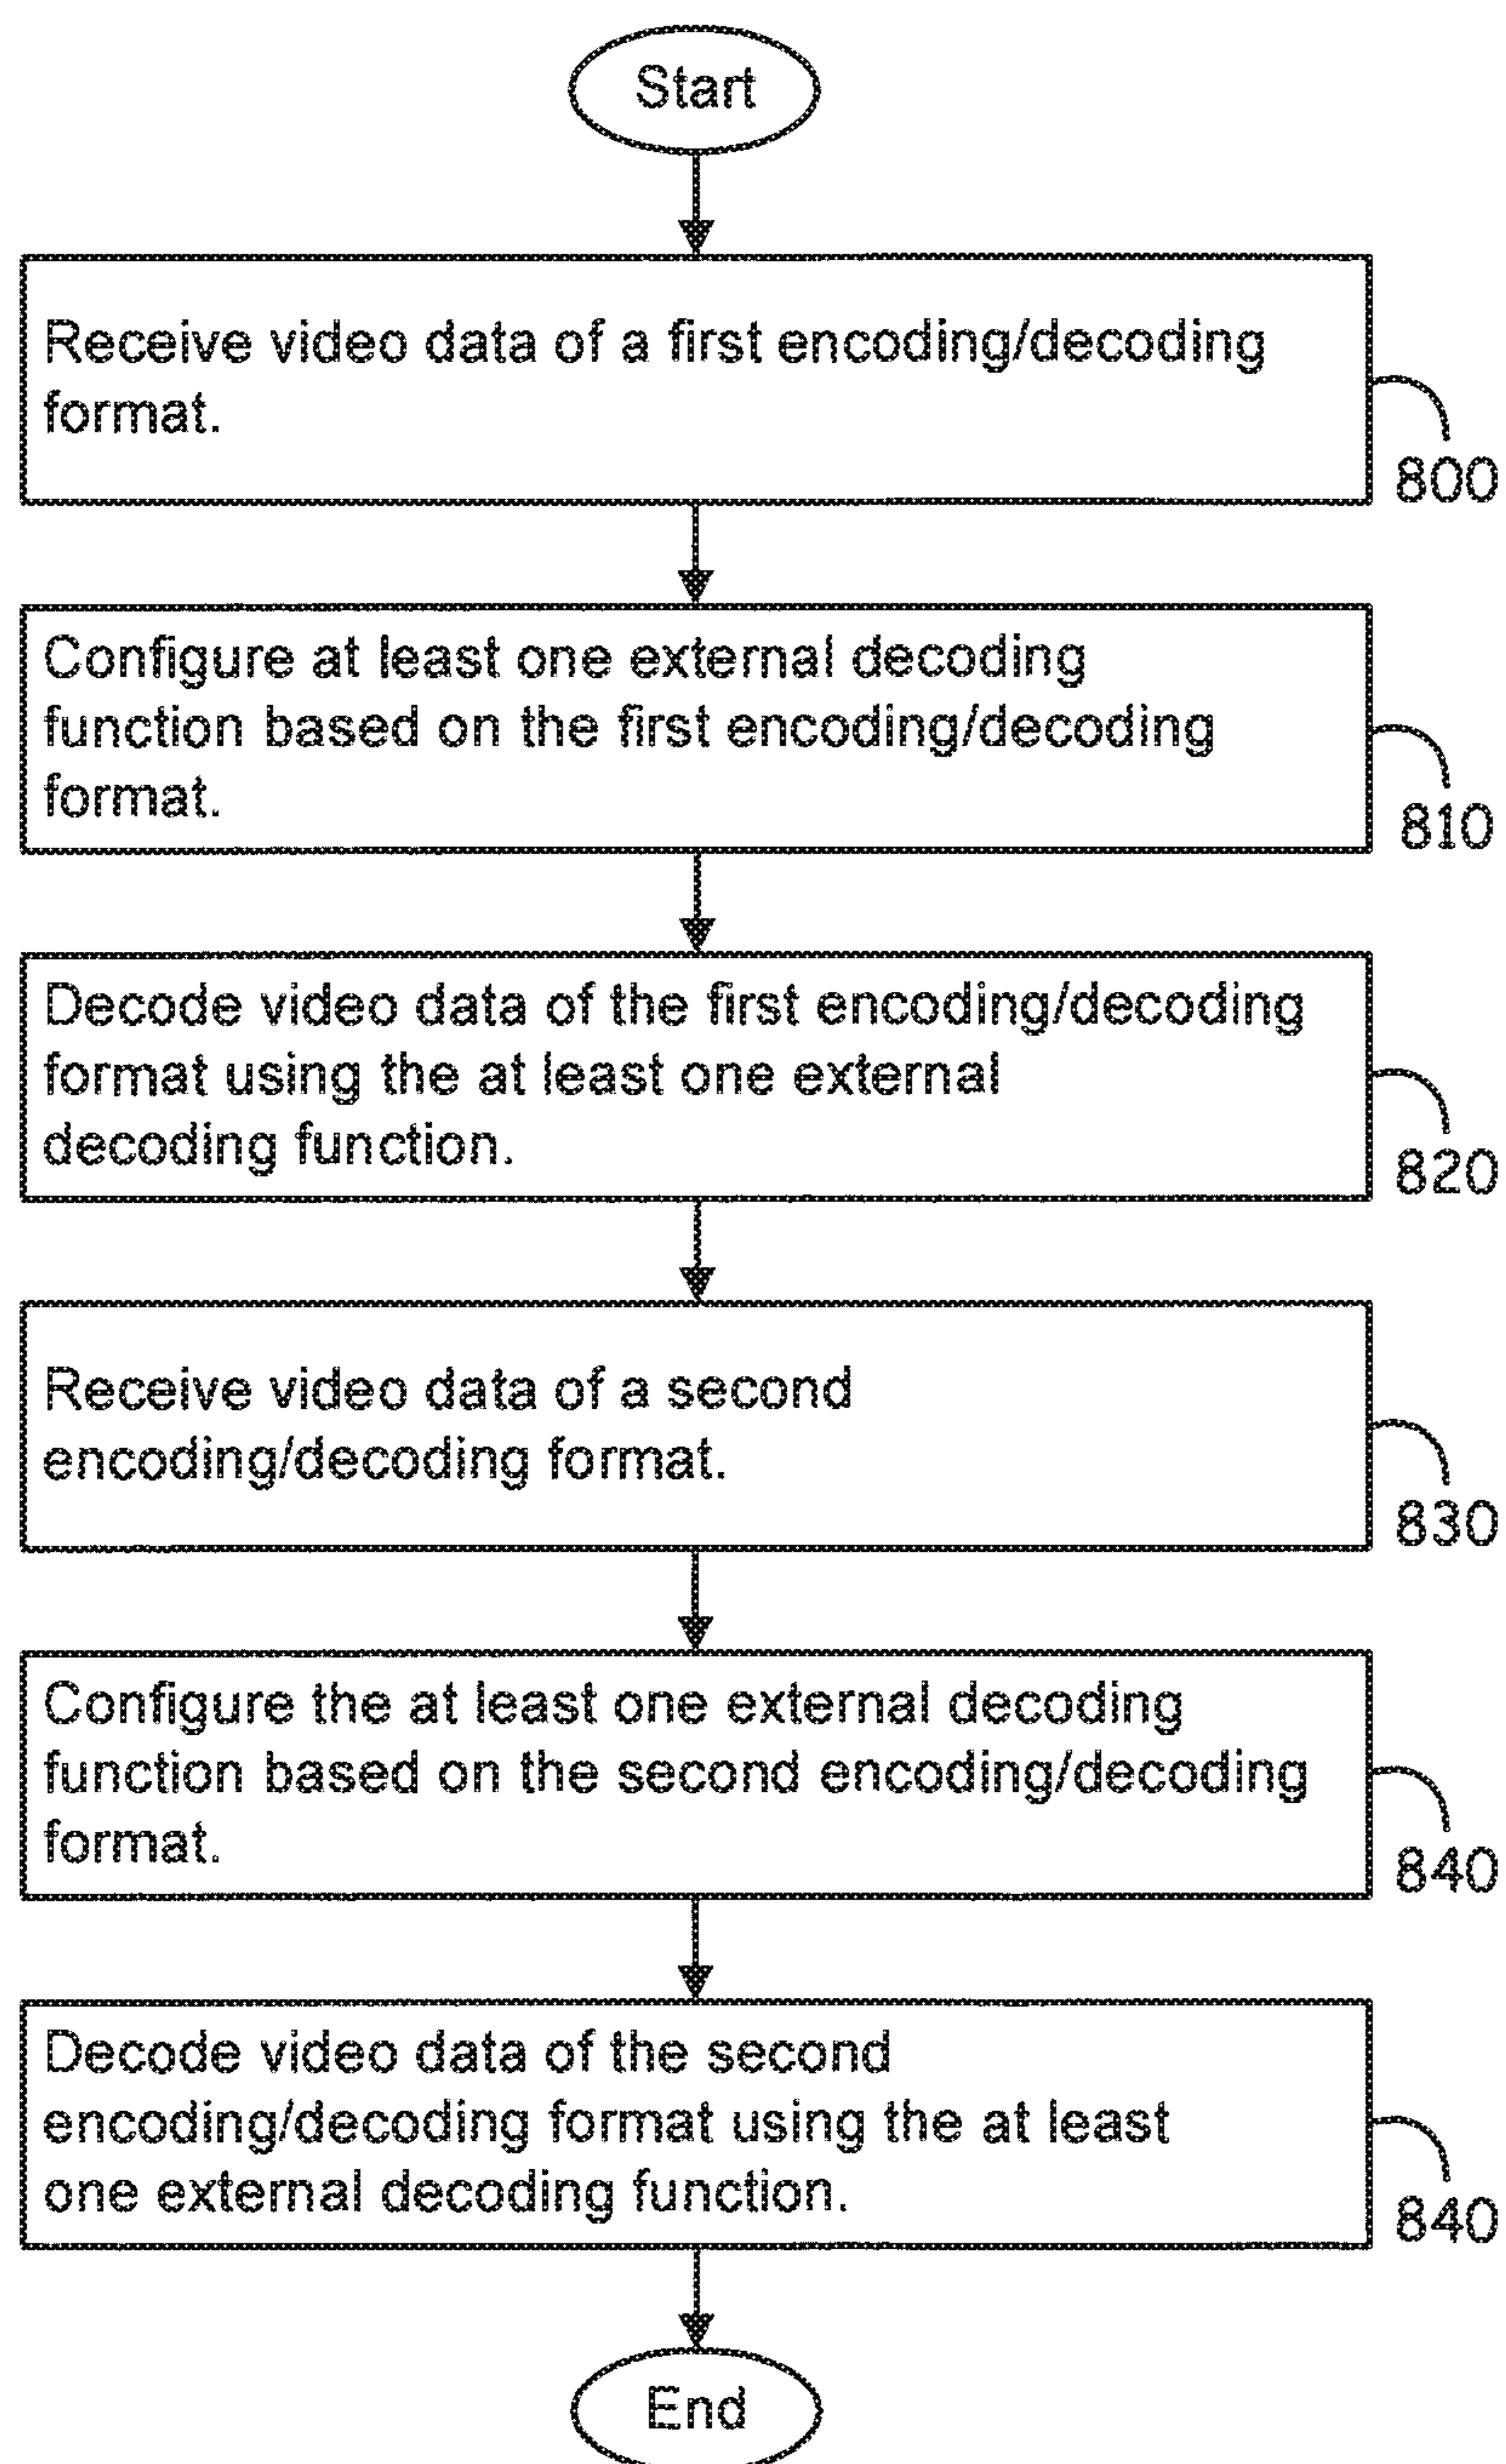 Start
Receive video data of a first encoding/decoding
format.
800
Configure at least one external decoding
function based on the first encoding/decoding
format.
810
Decode video data of the first encoding/decoding
format using the at least one external
decoding function.
820
Receive video data of a second
encoding/decoding format.
830
Configure the at least one external decoding
function based on the second encoding/decoding
format.
840
Decode video data of the second
encoding/decoding format using the at least
one external decoding function.
840
End